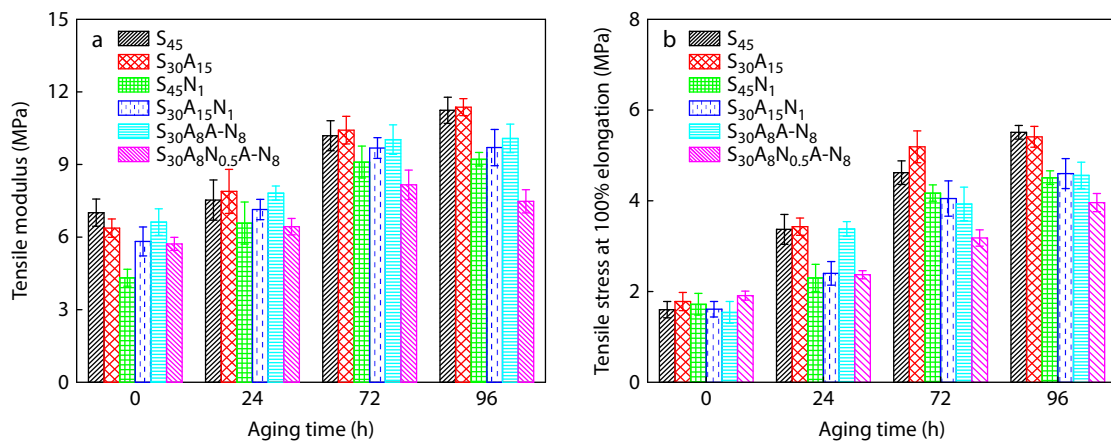 a
S45
S30A15
S45N1
S30A15N1
S30A8A-N8
S30A8N0.5A-N8
15
12
9
6
3
0
Tensile modulus (MPa)
0 24 72 96
Aging time (h)
b
S45
S30A15
S45N1
S30A15N1
S30A8A-N8
S30A8N0.5A-N8
8
6
4
2
0
Tensile stress at 100% elongation (MPa)
0 24 72 96
Aging time (h)